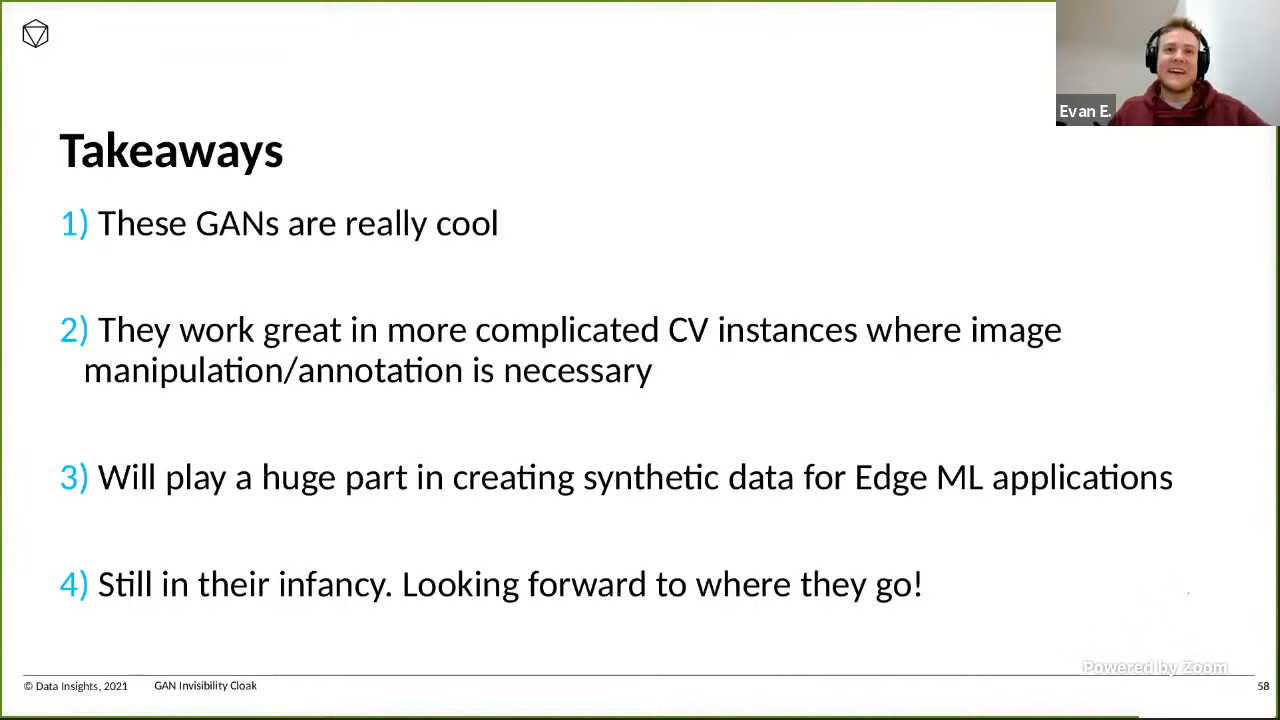 Evan E.
Takeaways
1) These GANs are really cool
2) They work great in more complicated CV instances where image
manipulation/annotation is necessary
3) Will play a huge part in creating synthetic data for Edge ML applications
4) Still in their infancy. Looking forward to where they go!
Powered by Zoom
© Data Insights, 2021 GAN Invisibility Cloak 58